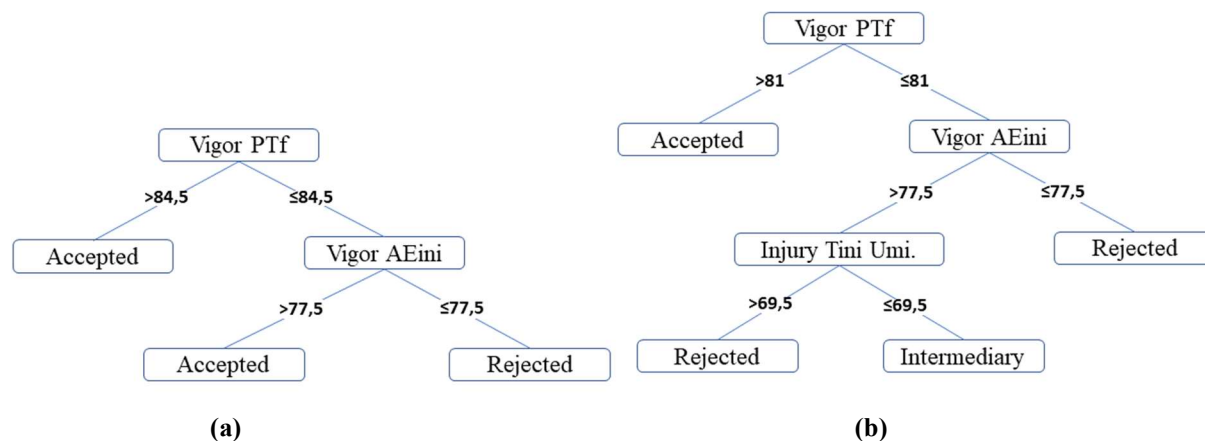 Vigor PTf
>84,5
≤84,5
Accepted
Vigor AEini
>77,5
≤77,5
Accepted
Rejected
(a)
Vigor PTf
>81
≤81
Accepted
Vigor AEini
>77,5
≤77,5
Injury Tini Umi.
Rejected
>69,5
≤69,5
Rejected
Intermediary
(b)